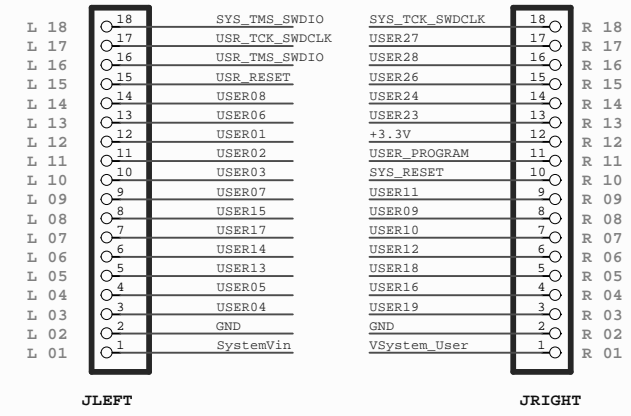 L 18 18 SYS_TMS_SWDIO SYS_TCK_SWDCLK 18 R 18
L 17 17 USR_TCK_SWDCLK USER27 17 R 17
L 16 16 USR_TMS_SWDIO USER28 16 R 16
L 15 15 USR_RESET USER26 15 R 15
L 14 14 USER08 USER24 14 R 14
L 13 13 USER06 USER23 13 R 13
L 12 12 USER01 +3.3V 12 R 12
L 11 11 USER02 USER_PROGRAM 11 R 11
L 10 10 USER03 SYS_RESET 10 R 10
L 09 9 USER07 USER11 9 R 09
L 08 8 USER15 USER09 8 R 08
L 07 7 USER17 USER10 7 R 07
L 06 6 USER14 USER12 6 R 06
L 05 5 USER13 USER18 5 R 05
L 04 4 USER05 USER16 4 R 04
L 03 3 USER04 USER19 3 R 03
L 02 2 GND GND 2 R 02
L 01 1 SystemVin VSystem_User 1 R 01
JLEFT JRIGHT